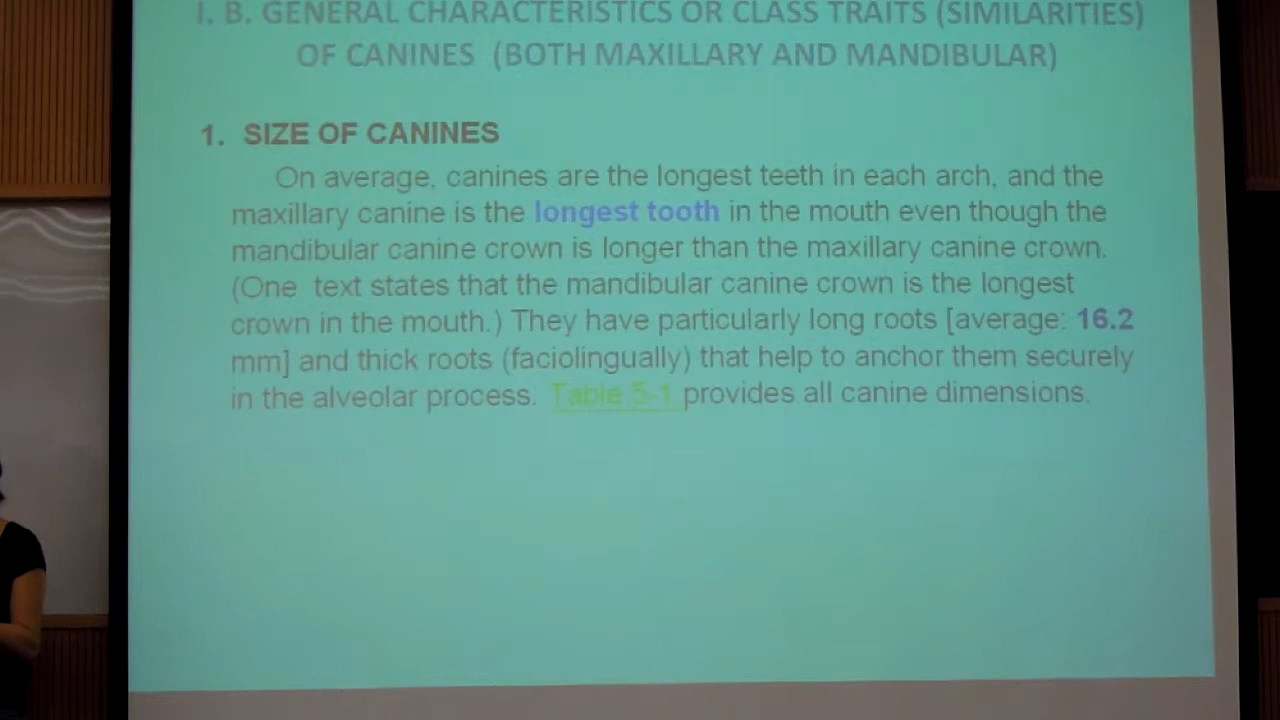 I. B. GENERAL CHARACTERISTICS OR CLASS TRAITS (SIMILARITIES)
OF CANINES (BOTH MAXILLARY AND MANDIBULAR)
1. SIZE OF CANINES
On average, canines are the longest teeth in each arch, and the
maxillary canine is the longest tooth in the mouth even though the
mandibular canine crown is longer than the maxillary canine crown.
(One text states that the mandibular canine crown is the longest
crown in the mouth.) They have particularly long roots [average: 16.2
mm] and thick roots (faciolingually) that help to anchor them securely
in the alveolar process. Table 5-1 provides all canine dimensions.